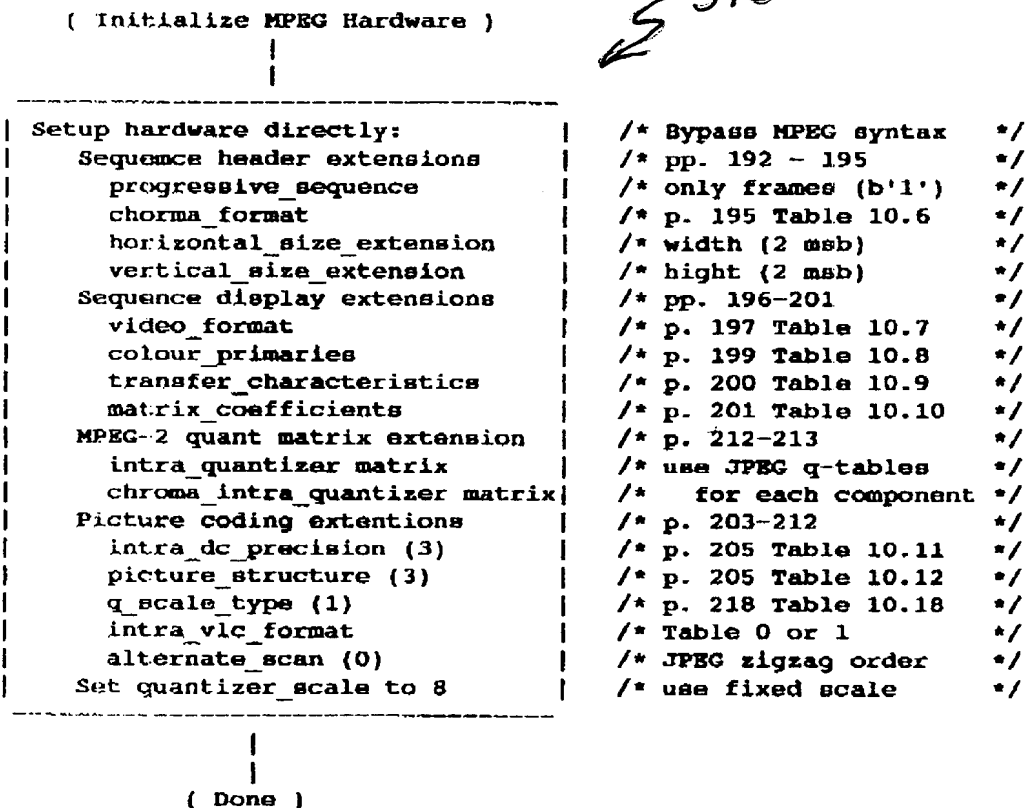 ( Initialize MPEG Hardware )
| Setup hardware directly: | /* Bypass MPEG syntax */
| Sequence header extensions | /* pp. 192 - 195 */
| progressive_sequence | /* only frames (b'1') */
| chorma_format | /* p. 195 Table 10.6 */
| horizontal_size_extension | /* width (2 msb) */
| vertical_size_extension | /* hight (2 msb) */
| Sequence display extensions | /* pp. 196-201 */
| video_format | /* p. 197 Table 10.7 */
| colour_primaries | /* p. 199 Table 10.8 */
| transfer_characteristics | /* p. 200 Table 10.9 */
| matrix_coefficients | /* p. 201 Table 10.10 */
| MPEG-2 quant matrix extension | /* p. 212-213 */
| intra_quantizer matrix | /* use JPEG q-tables */
| chroma_intra_quantizer matrix| /* for each component */
| Picture coding extentions | /* p. 203-212 */
| intra_dc_precision (3) | /* p. 205 Table 10.11 */
| picture_structure (3) | /* p. 205 Table 10.12 */
| q_scale_type (1) | /* p. 218 Table 10.18 */
| intra_vlc_format | /* Table 0 or 1 */
| alternate_scan (0) | /* JPEG zigzag order */
| Set quantizer_scale to 8 | /* use fixed scale */
( Done )